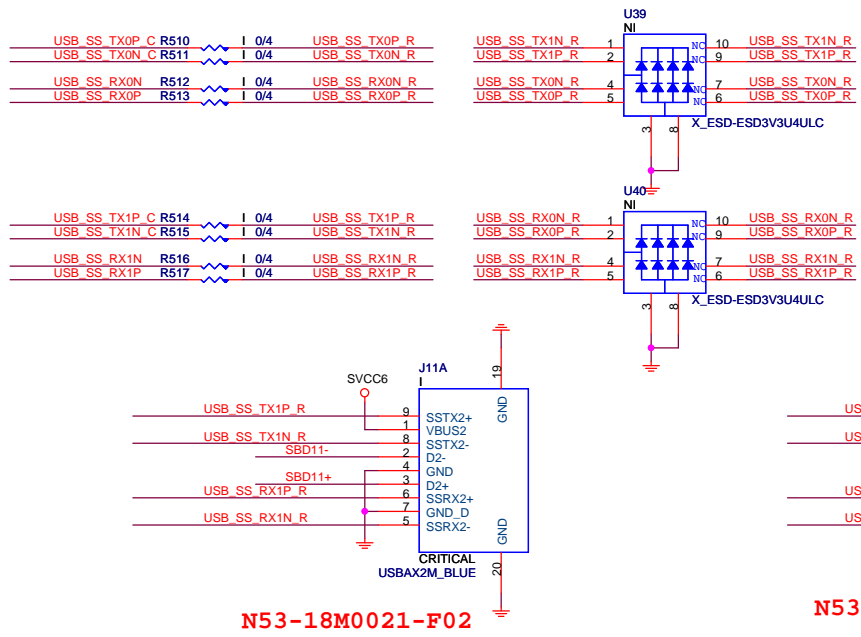 USB_SS_TX0P_C R510 I 0/4 USB_SS_TX0P_R
USB_SS_TX0N_C R511 I 0/4 USB_SS_TX0N_R
USB_SS_RX0N R512 I 0/4 USB_SS_RX0N_R
USB_SS_RX0P R513 I 0/4 USB_SS_RX0P_R
U39
NI
USB_SS_TX1N_R 1 NC 10 USB_SS_TX1N_R
USB_SS_TX1P_R 2 NC 9 USB_SS_TX1P_R
USB_SS_TX0N_R 4 NC 7 USB_SS_TX0N_R
USB_SS_TX0P_R 5 NC 6 USB_SS_TX0P_R
X_ESD-ESD3V3U4ULC
3 8
USB_SS_TX1P_C R514 I 0/4 USB_SS_TX1P_R
USB_SS_TX1N_C R515 I 0/4 USB_SS_TX1N_R
USB_SS_RX1N R516 I 0/4 USB_SS_RX1N_R
USB_SS_RX1P R517 I 0/4 USB_SS_RX1P_R
U40
NI
USB_SS_RX0N_R 1 NC 10 USB_SS_RX0N_R
USB_SS_RX0P_R 2 NC 9 USB_SS_RX0P_R
USB_SS_RX1N_R 4 NC 7 USB_SS_RX1N_R
USB_SS_RX1P_R 5 NC 6 USB_SS_RX1P_R
X_ESD-ESD3V3U4ULC
3 8
J11A
I
SVCC6
19
GND
USB_SS_TX1P_R 9 SSTX2+
1 VBUS2
USB_SS_TX1N_R 8 SSTX2-
SBD11- 2 D2-
4 GND
SBD11+ 3 D2+
USB_SS_RX1P_R 6 SSRX2+
7 GND_D
USB_SS_RX1N_R 5 SSRX2-
GND
20
CRITICAL
USBAX2M_BLUE
N53-18M0021-F02
US
US
US
US
N53